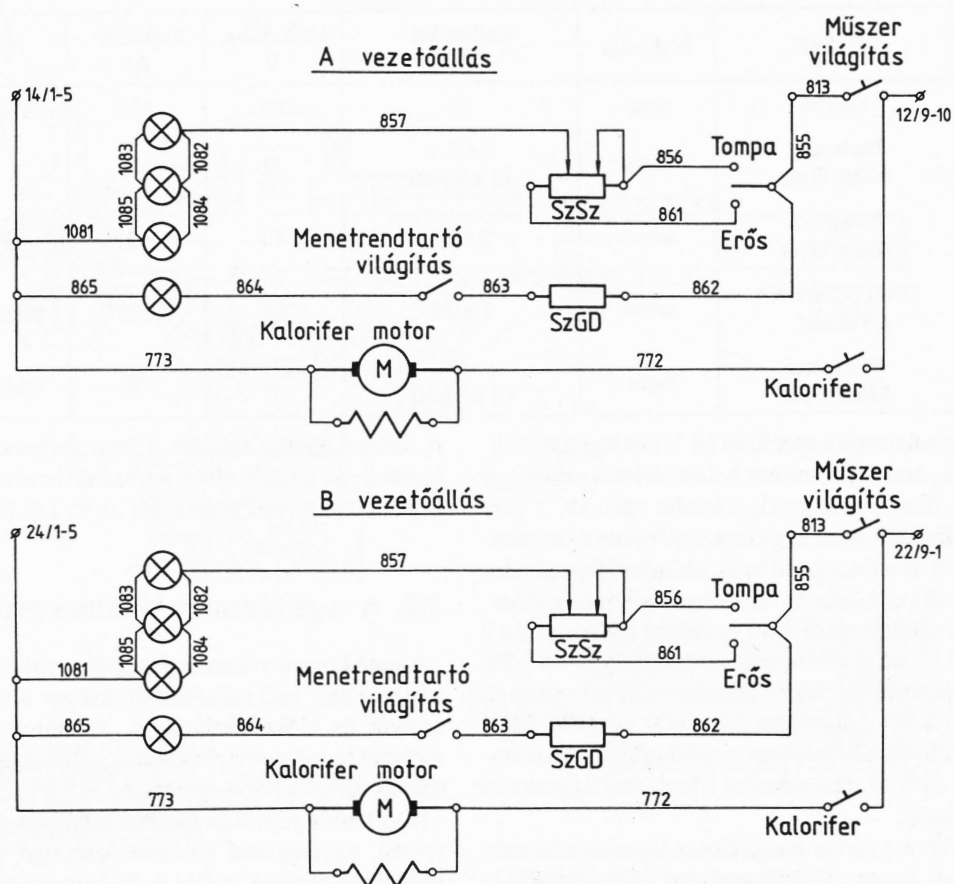 A vezetőállás
Műszer
világítás
14/1-5
813
12/9-10
857
1083
1082
856
Tompa
855
1085
1084
SzSz
861
Erős
1081
Menetrendtartó
világítás
865
864
863
SzGD
862
Kalorifer motor
773
M
772
Kalorifer
B vezetőállás
Műszer
világítás
24/1-5
813
22/9-1
857
1083
1082
856
Tompa
855
1085
1084
SzSz
861
Erős
1081
Menetrendtartó
világítás
865
864
863
SzGD
862
Kalorifer motor
773
M
772
Kalorifer